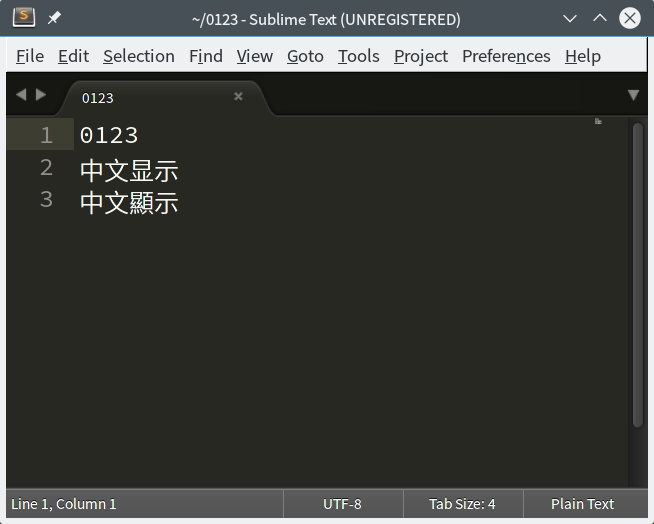 ~/0123 - Sublime Text (UNREGISTERED)
File Edit Selection Find View Goto Tools Project Preferences Help
0123
1 0123
2 中文显示
3 中文顯示
Line 1, Column 1 UTF-8 Tab Size: 4 Plain Text